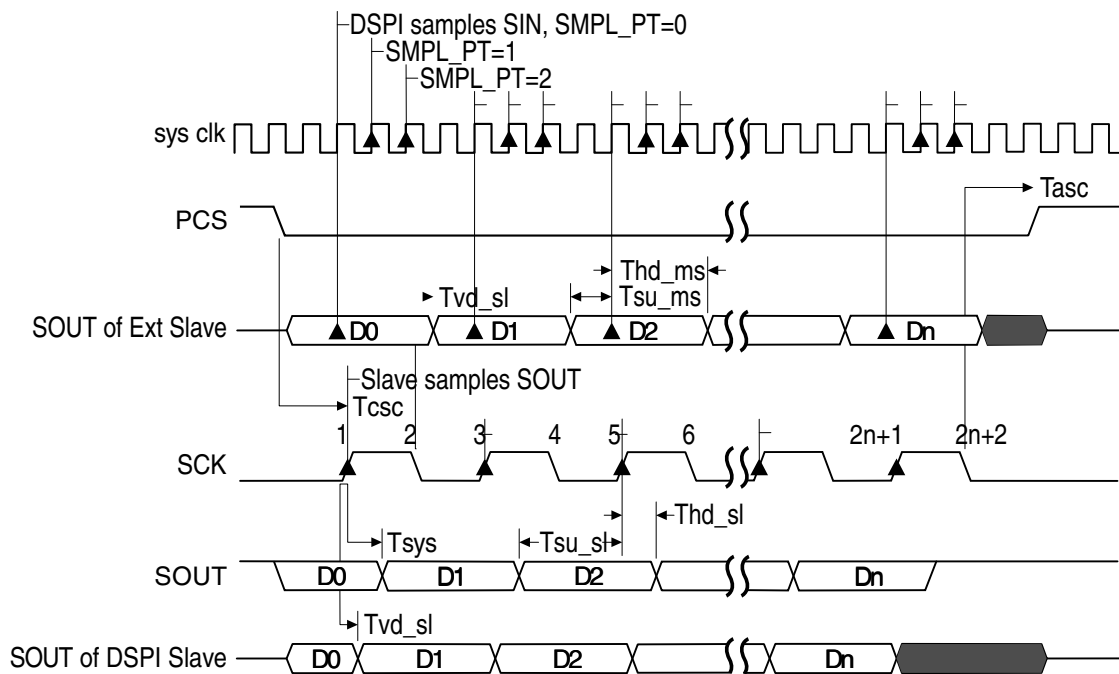 DSPI samples SIN, SMPL_PT=0
SMPL_PT=1
SMPL_PT=2
sys clk
Tasc
PCS
Thd_ms
Tvd_sl
Tsu_ms
SOUT of Ext Slave
D0
D1
D2
Dn
Slave samples SOUT
Tcsc
1
2
3
4
5
6
2n+1
2n+2
SCK
Thd_sl
Tsys
Tsu_sl
SOUT
D0
D1
D2
Dn
Tvd_sl
SOUT of DSPI Slave
D0
D1
D2
Dn